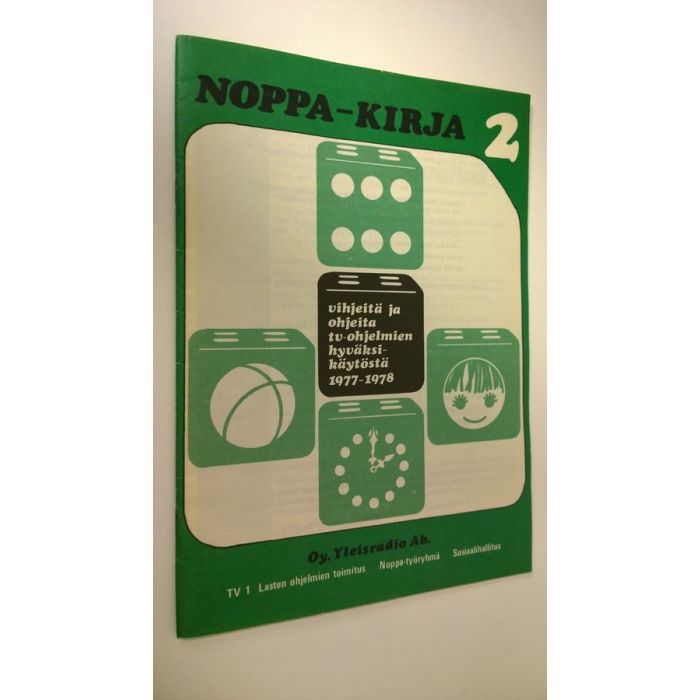 NOPPA-KIRJA 2
vihjeitä ja
ohjeita
tv-ohjelmien
hyväksi-
käytöstä
1977-1978
Oy. Yleisradio Ab.
TV 1 Lasten ohjelmien toimitus Noppa-työryhmä Sosiaalihallitus